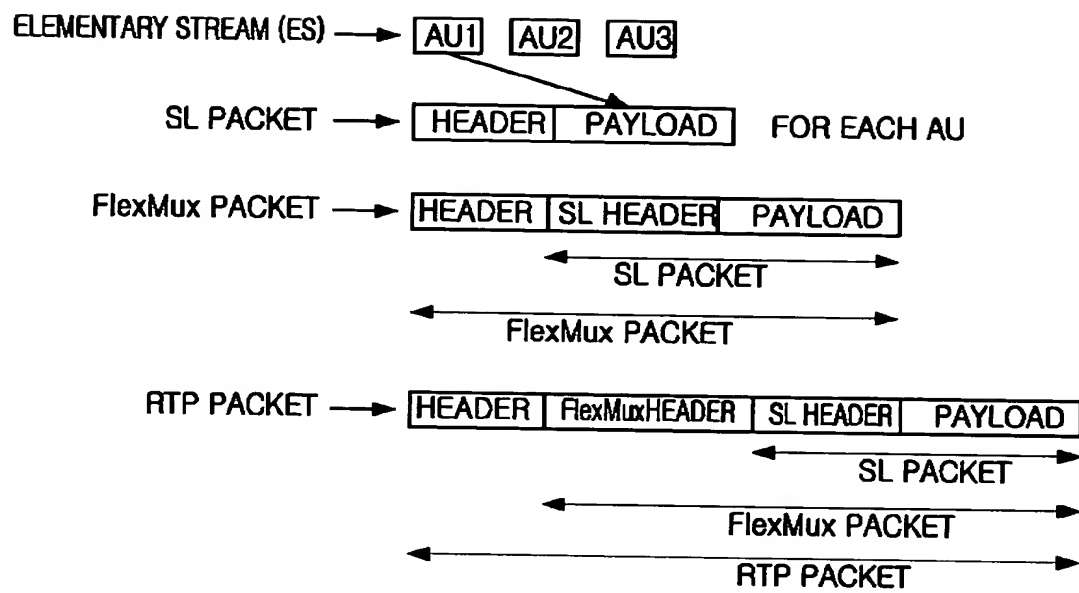 ELEMENTARY STREAM (ES) AU1 AU2 AU3
SL PACKET HEADER PAYLOAD FOR EACH AU
FlexMux PACKET HEADER SL HEADER PAYLOAD
SL PACKET
FlexMux PACKET
RTP PACKET HEADER FlexMuxHEADER SL HEADER PAYLOAD
SL PACKET
FlexMux PACKET
RTP PACKET